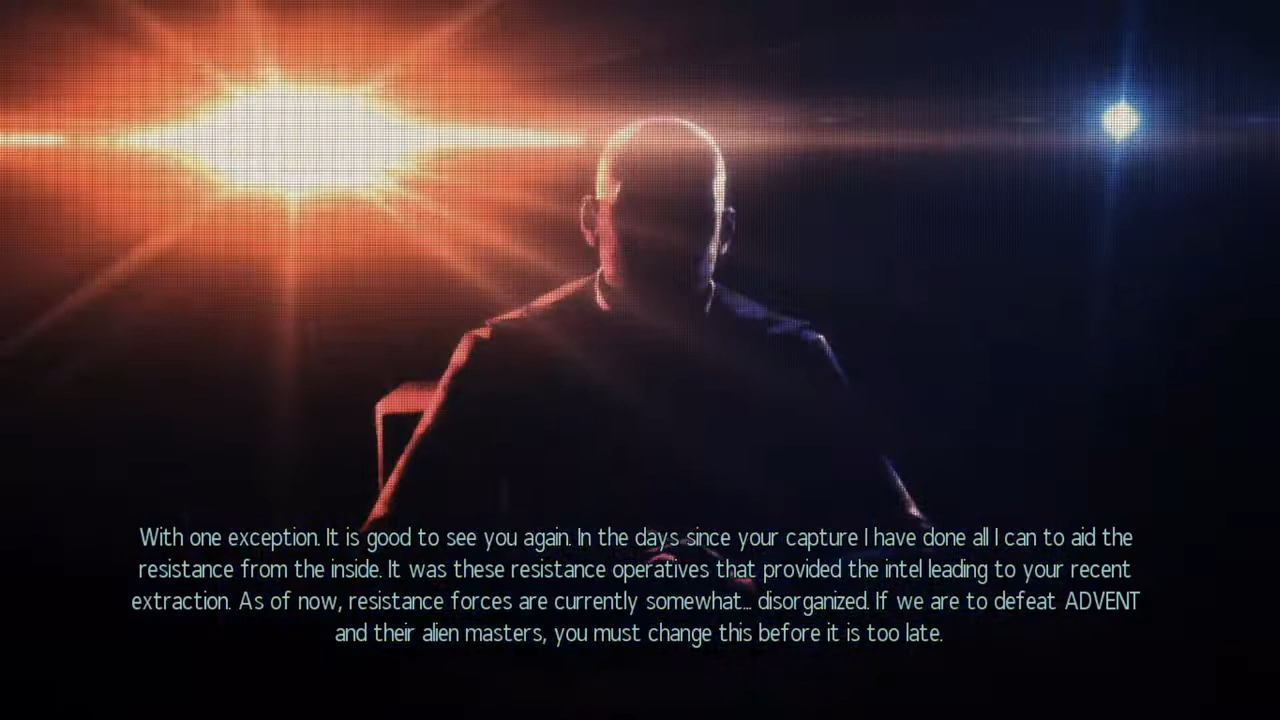 With one exception. It is good to see you again. In the days since your capture I have done all I can to aid the
resistance from the inside. It was these resistance operatives that provided the intel leading to your recent
extraction. As of now, resistance forces are currently somewhat... disorganized. If we are to defeat ADVENT
and their alien masters, you must change this before it is too late.